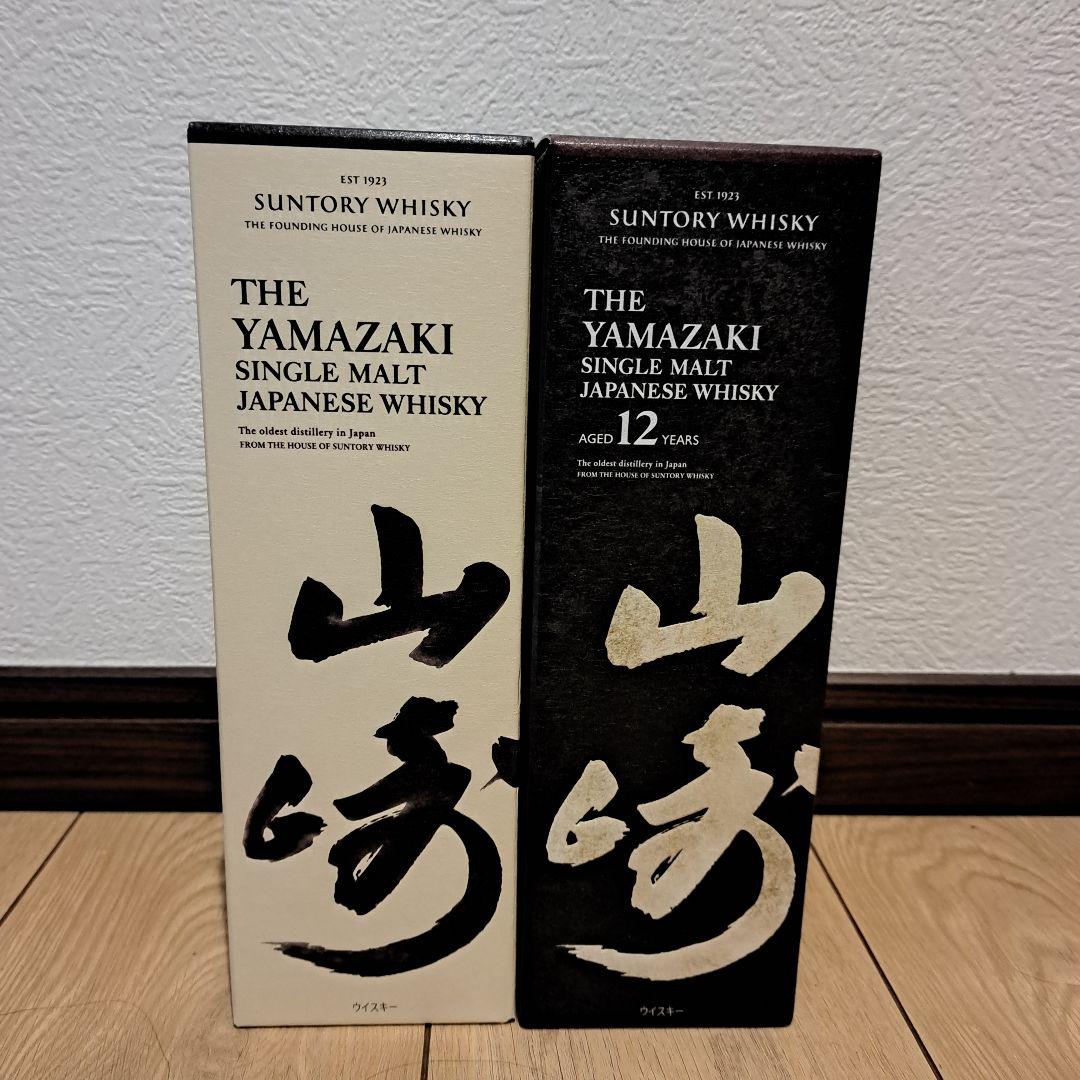 EST 1923
SUNTORY WHISKY
THE FOUNDING HOUSE OF JAPANESE WHISKY
THE
YAMAZAKI
SINGLE MALT
JAPANESE WHISKY
The oldest distillery in Japan
FROM THE HOUSE OF SUNTORY WHISKY
山
崎
ウイスキー
EST 1923
SUNTORY WHISKY
THE FOUNDING HOUSE OF JAPANESE WHISKY
THE
YAMAZAKI
SINGLE MALT
JAPANESE WHISKY
AGED 12 YEARS
The oldest distillery in Japan
FROM THE HOUSE OF SUNTORY WHISKY
山
崎
ウイスキー